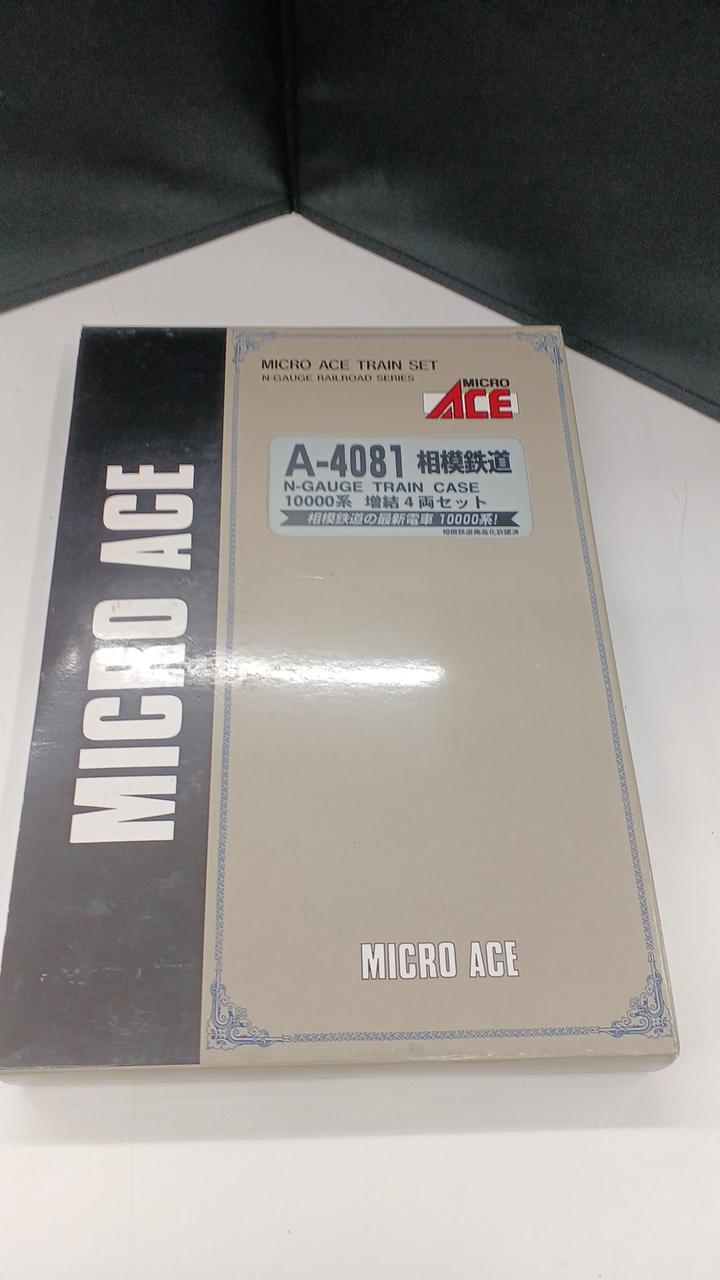 MICRO ACE TRAIN SET
N-GAUGE RAILROAD SERIES
MICRO
ACE
A-4081 相模鉄道
N-GAUGE TRAIN CASE
10000系 増結4両セット
相模鉄道の最新電車 10000系!
相模鉄道商品化許諾済
MICRO ACE
MICRO ACE